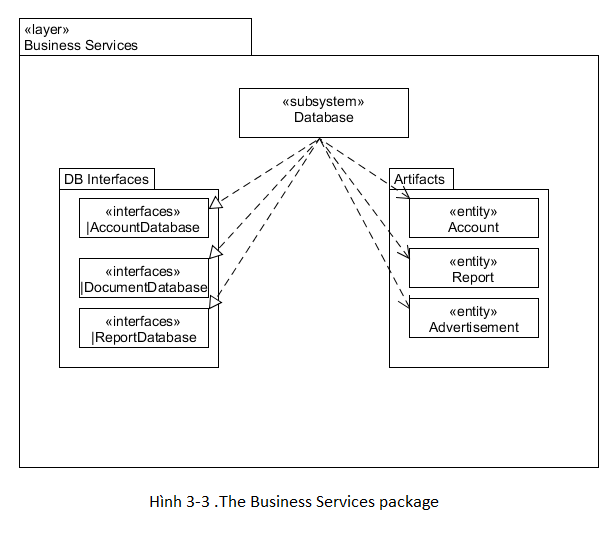 «layer»
Business Services
«subsystem»
Database
DB Interfaces
«interfaces»
|AccountDatabase
«interfaces»
|DocumentDatabase
«interfaces»
|ReportDatabase
Artifacts
«entity»
Account
«entity»
Report
«entity»
Advertisement
Hình 3-3 .The Business Services package